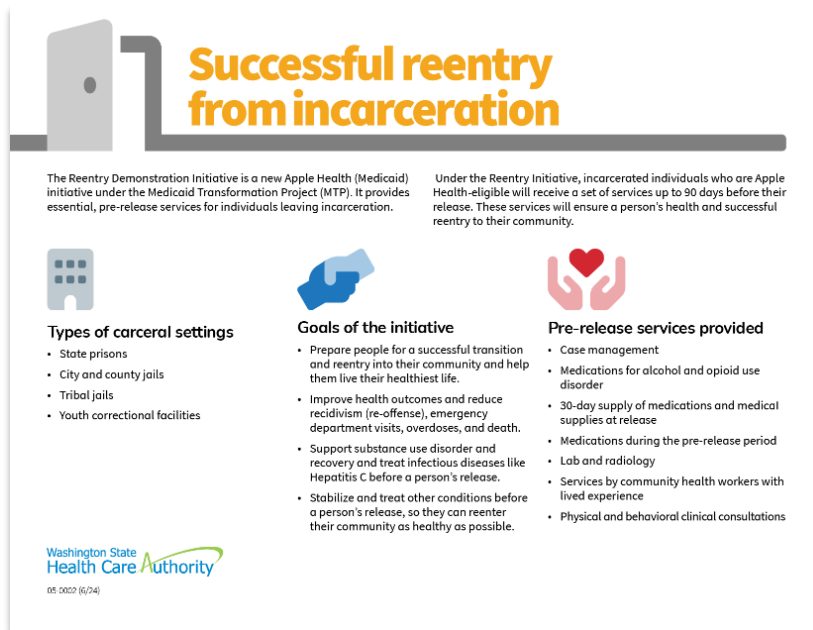 Successful reentry
from incarceration
The Reentry Demonstration Initiative is a new Apple Health (Medicaid)
initiative under the Medicaid Transformation Project (MTP). It provides
essential, pre-release services for individuals leaving incarceration.
Under the Reentry Initiative, incarcerated individuals who are Apple
Health-eligible will receive a set of services up to 90 days before their
release. These services will ensure a person's health and successful
reentry to their community.
Types of carceral settings
• State prisons
• City and county jails
• Tribal jails
• Youth correctional facilities
Goals of the initiative
• Prepare people for a successful transition
and reentry into their community and help
them live their healthiest life.
• Improve health outcomes and reduce
recidivism (re-offense), emergency
department visits, overdoses, and death.
• Support substance use disorder and
recovery and treat infectious diseases like
Hepatitis C before a person's release.
• Stabilize and treat other conditions before
a person's release, so they can reenter
their community as healthy as possible.
Pre-release services provided
• Case management
• Medications for alcohol and opioid use
disorder
• 30-day supply of medications and medical
supplies at release
• Medications during the pre-release period
• Lab and radiology
• Services by community health workers with
lived experience
• Physical and behavioral clinical consultations
Washington State
Health Care Authority
(6/24)